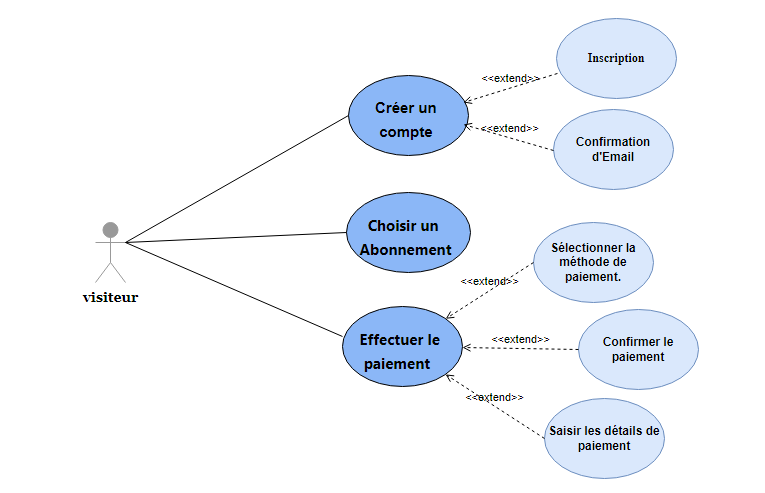 Inscription
<<extend>>
Créer un
compte
<<extend>>
Confirmation
d'Email
Choisir un
Abonnement
visiteur
Sélectionner la
méthode de
paiement.
<<extend>>
Effectuer le
paiement
<<extend>>
Confirmer le
paiement
<<extend>>
Saisir les détails de
paiement